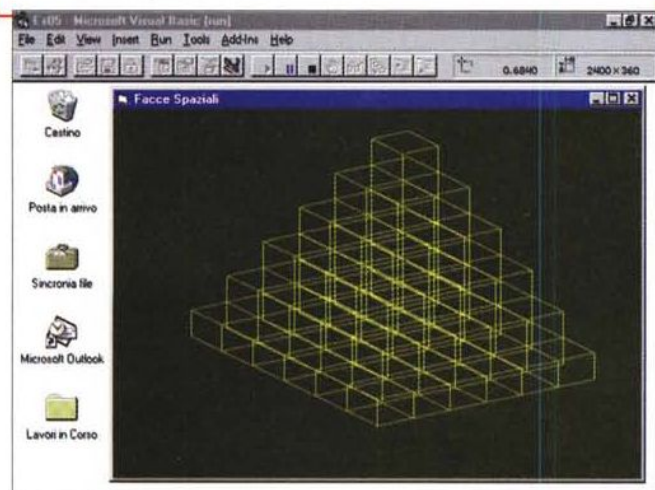 Ex05 - Microsoft Visual Basic [run]
File Edit View Insert Run Tools Add-Ins Help
0.6840 2400 × 360
Facce Spaziali
Cestino
Posta in arrivo
Sincronia file
Microsoft Outlook
Lavori in Corso